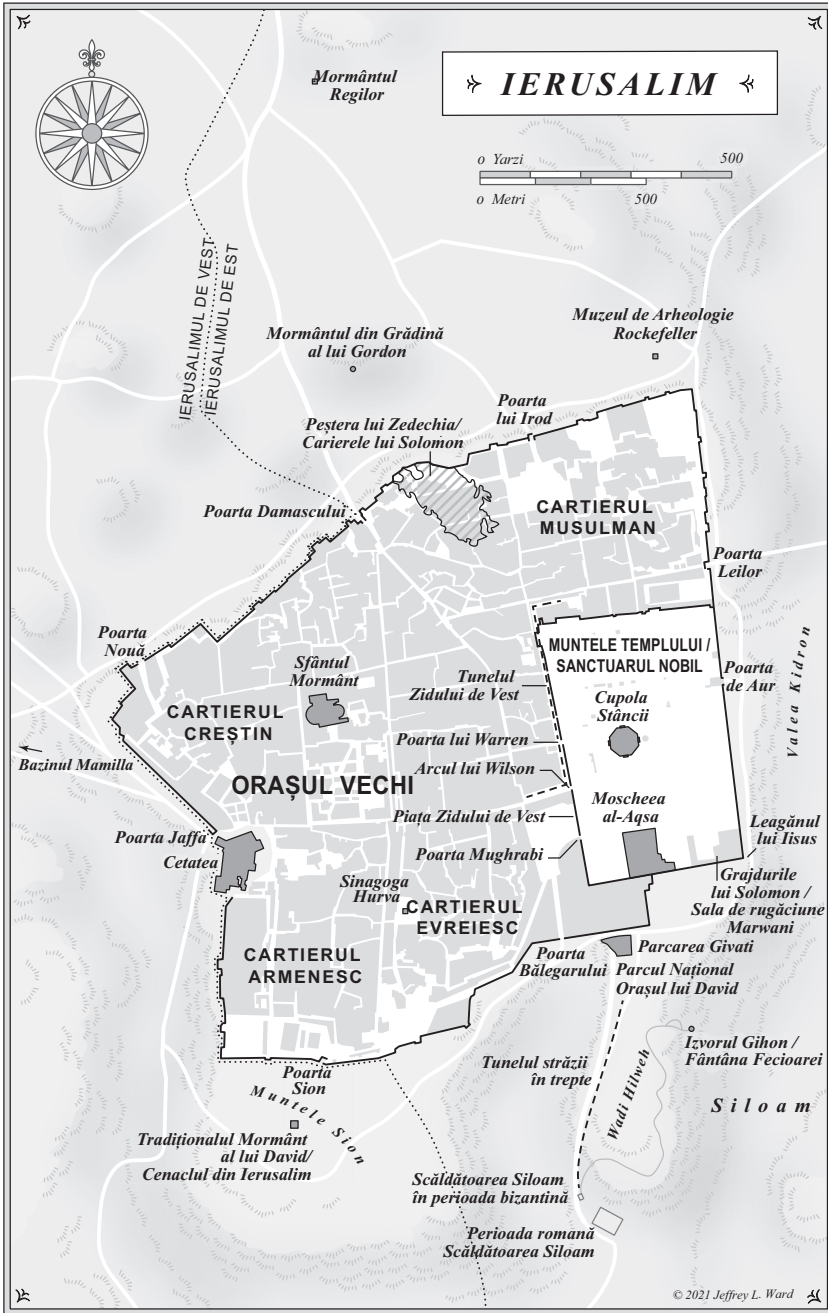 IERUSALIM
0 Yarzi 500
0 Metri 500
Mormântul
Regilor
IERUSALIMUL DE VEST
IERUSALIMUL DE EST
Mormântul din Grădină
al lui Gordon
Muzeul de Arheologie
Rockefeller
Poarta
lui Irod
Peștera lui Zedechia/
Carierele lui Solomon
Poarta Damascului
CARTIERUL
MUSULMAN
Poarta
Leilor
Poarta
Nouă
Sfântul
Mormânt
Tunelul
Zidului de Vest
MUNTELE TEMPLULUI /
SANCTUARUL NOBIL
Poarta
de Aur
Valea Kidron
Cupola
Stâncii
CARTIERUL
CREȘTIN
Poarta lui Warren
Bazinul Mamilla
ORAȘUL VECHI
Arcul lui Wilson
Piața Zidului de Vest
Moscheea
al-Aqsa
Leagănul
lui Iisus
Poarta Jaffa
Cetatea
Poarta Mughrabi
Grajdurile
lui Solomon /
Sala de rugăciune
Marwani
Sinagoga
Hurva
CARTIERUL
EVREIESC
CARTIERUL
ARMENESC
Poarta
Bălegarului
Parcarea Givati
Parcul Național
Orașul lui David
Izvorul Gihon /
Fântâna Fecioarei
Tunelul străzii
în trepte
Wadi Hilweh
Siloam
Poarta
Sion
Muntele Sion
Tradiționalul Mormânt
al lui David/
Cenaclul din Ierusalim
Scăldătoarea Siloam
în perioada bizantină
Perioada romană
Scăldătoarea Siloam
© 2021 Jeffrey L. Ward